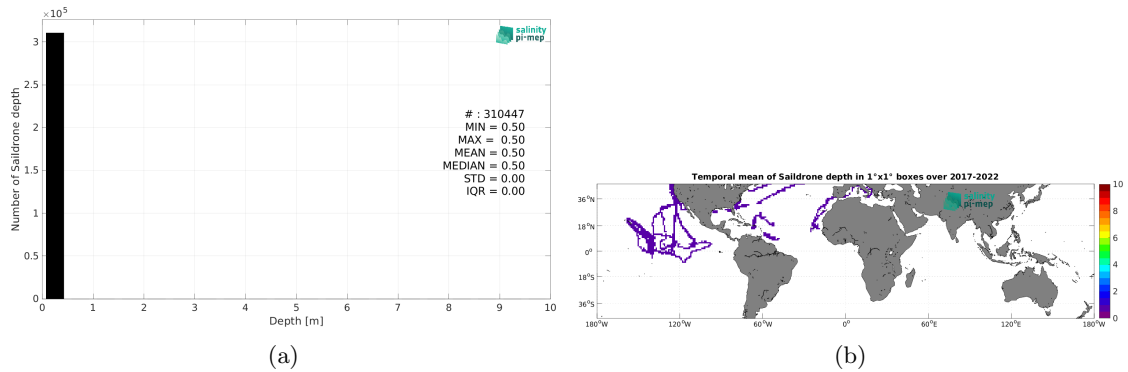 ×10⁵
3
2.5
2
1.5
1
0.5
0
Number of Saildrone depth
salinity
pi-mep
# : 310447
MIN = 0.50
MAX = 0.50
MEAN = 0.50
MEDIAN = 0.50
STD = 0.00
IQR = 0.00
0 1 2 3 4 5 6 7 8 9 10
Depth [m]
(a)
Temporal mean of Saildrone depth in 1°x1° boxes over 2017-2022
salinity
pi-mep
36°N
18°N
0°
18°S
36°S
180°W 120°W 60°W 0° 60°E 120°E 180°W
10
8
6
4
2
0
(b)